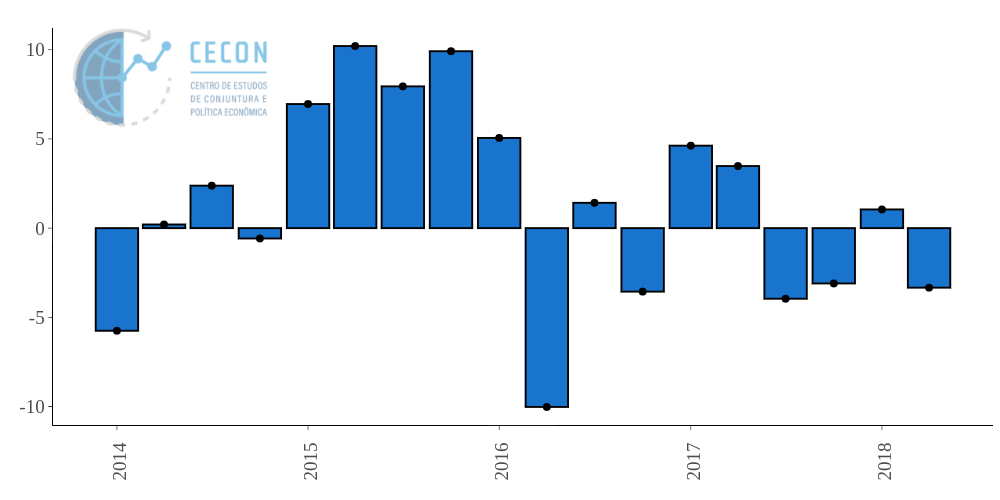 10
5
0
-5
-10
CECON
CENTRO DE ESTUDOS
DE CONJUNTURA E
POLÍTICA ECONÔMICA
2014
2015
2016
2017
2018